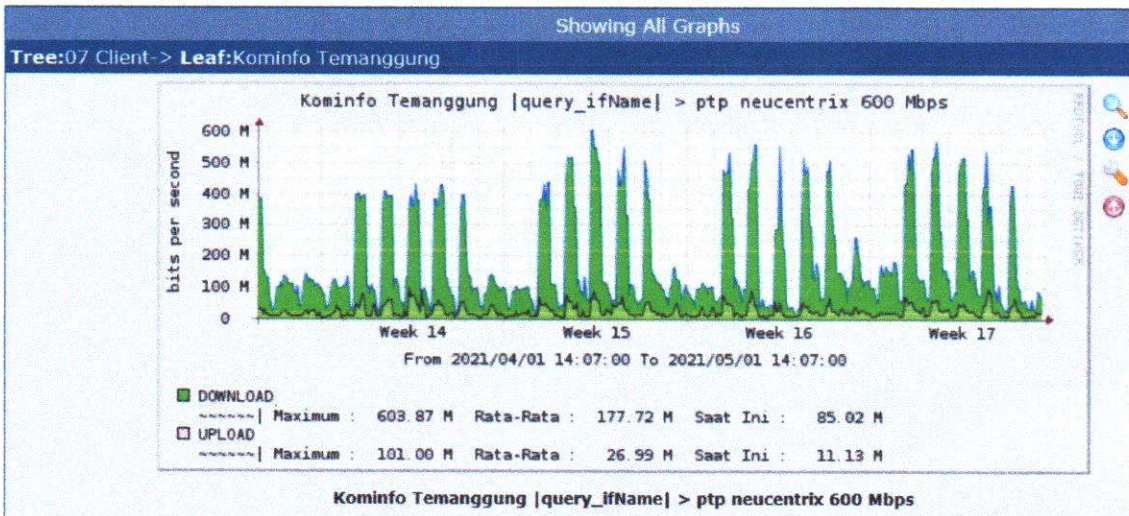 Showing All Graphs
Tree:07 Client-> Leaf:Kominfo Temanggung
Kominfo Temanggung |query_ifName| > ptp neucentrix 600 Mbps
bits per second
600 M
500 M
400 M
300 M
200 M
100 M
0
Week 14 Week 15 Week 16 Week 17
From 2021/04/01 14:07:00 To 2021/05/01 14:07:00
DOWNLOAD
~~~~~~| Maximum : 603.87 M Rata-Rata : 177.72 M Saat Ini : 85.02 M
UPLOAD
~~~~~~| Maximum : 101.00 M Rata-Rata : 26.99 M Saat Ini : 11.13 M
Kominfo Temanggung |query_ifName| > ptp neucentrix 600 Mbps